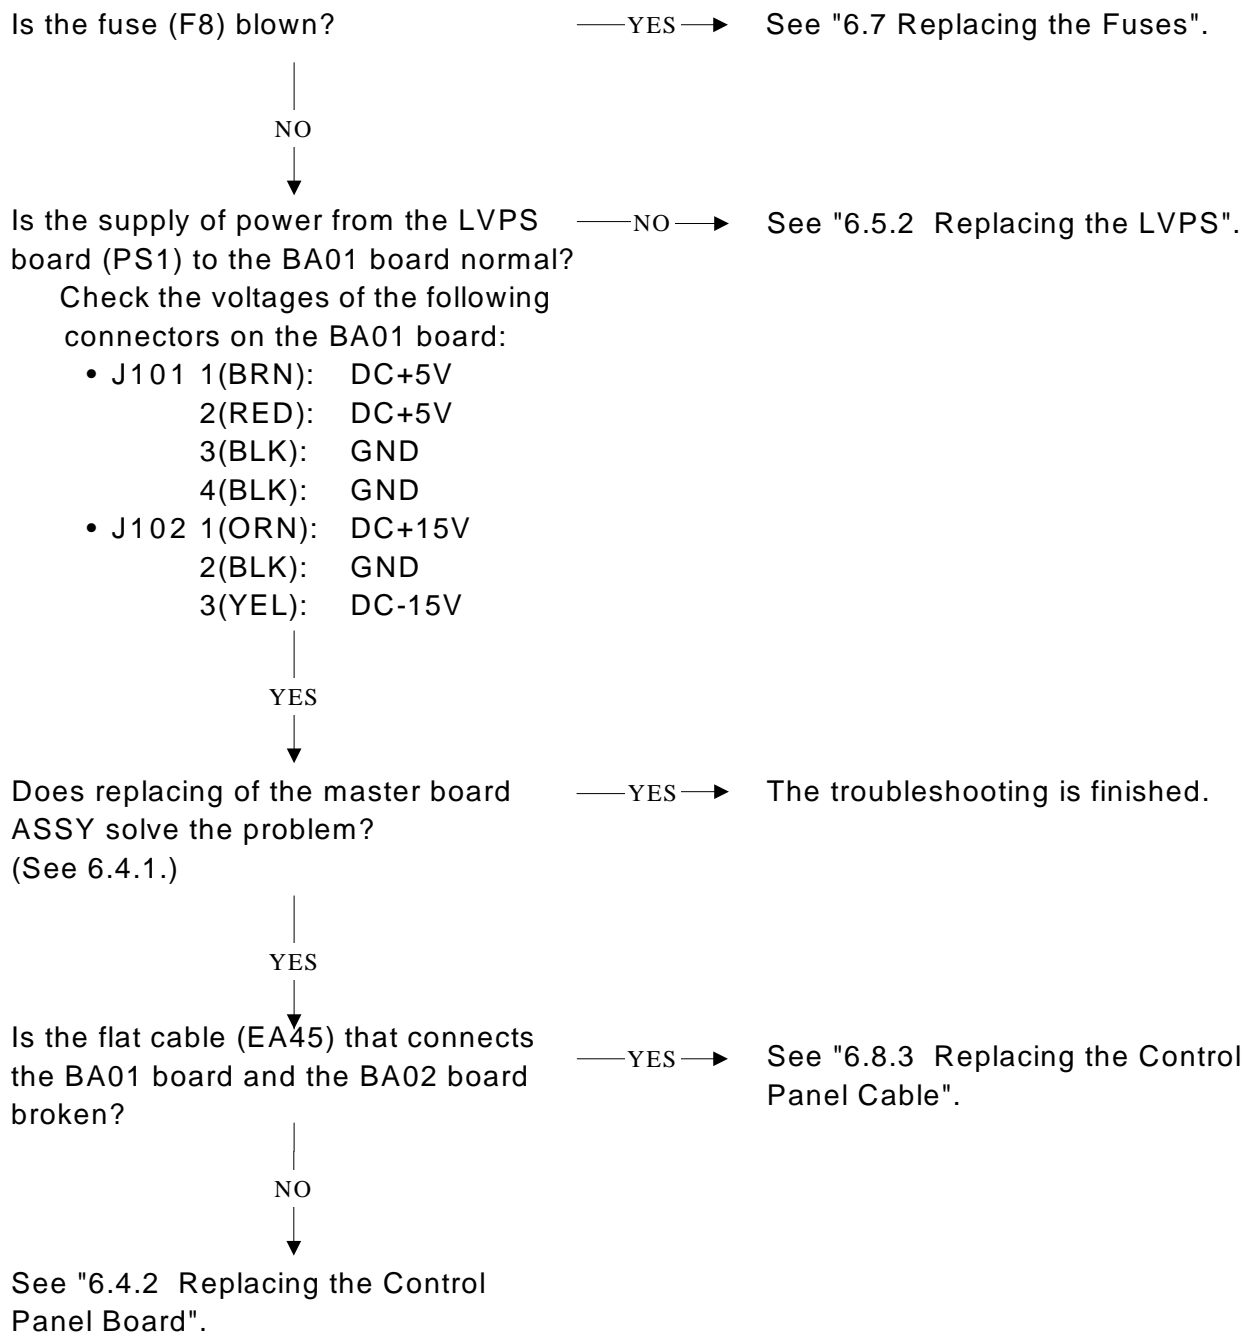 Is the fuse (F8) blown?
YES
See "6.7 Replacing the Fuses".
NO
Is the supply of power from the LVPS
board (PS1) to the BA01 board normal?
NO
See "6.5.2 Replacing the LVPS".
Check the voltages of the following
connectors on the BA01 board:
• J101 1(BRN): DC+5V
2(RED): DC+5V
3(BLK): GND
4(BLK): GND
• J102 1(ORN): DC+15V
2(BLK): GND
3(YEL): DC-15V
YES
Does replacing of the master board
ASSY solve the problem?
(See 6.4.1.)
YES
The troubleshooting is finished.
YES
Is the flat cable (EA45) that connects
the BA01 board and the BA02 board
broken?
YES
See "6.8.3 Replacing the Control
Panel Cable".
NO
See "6.4.2 Replacing the Control
Panel Board".